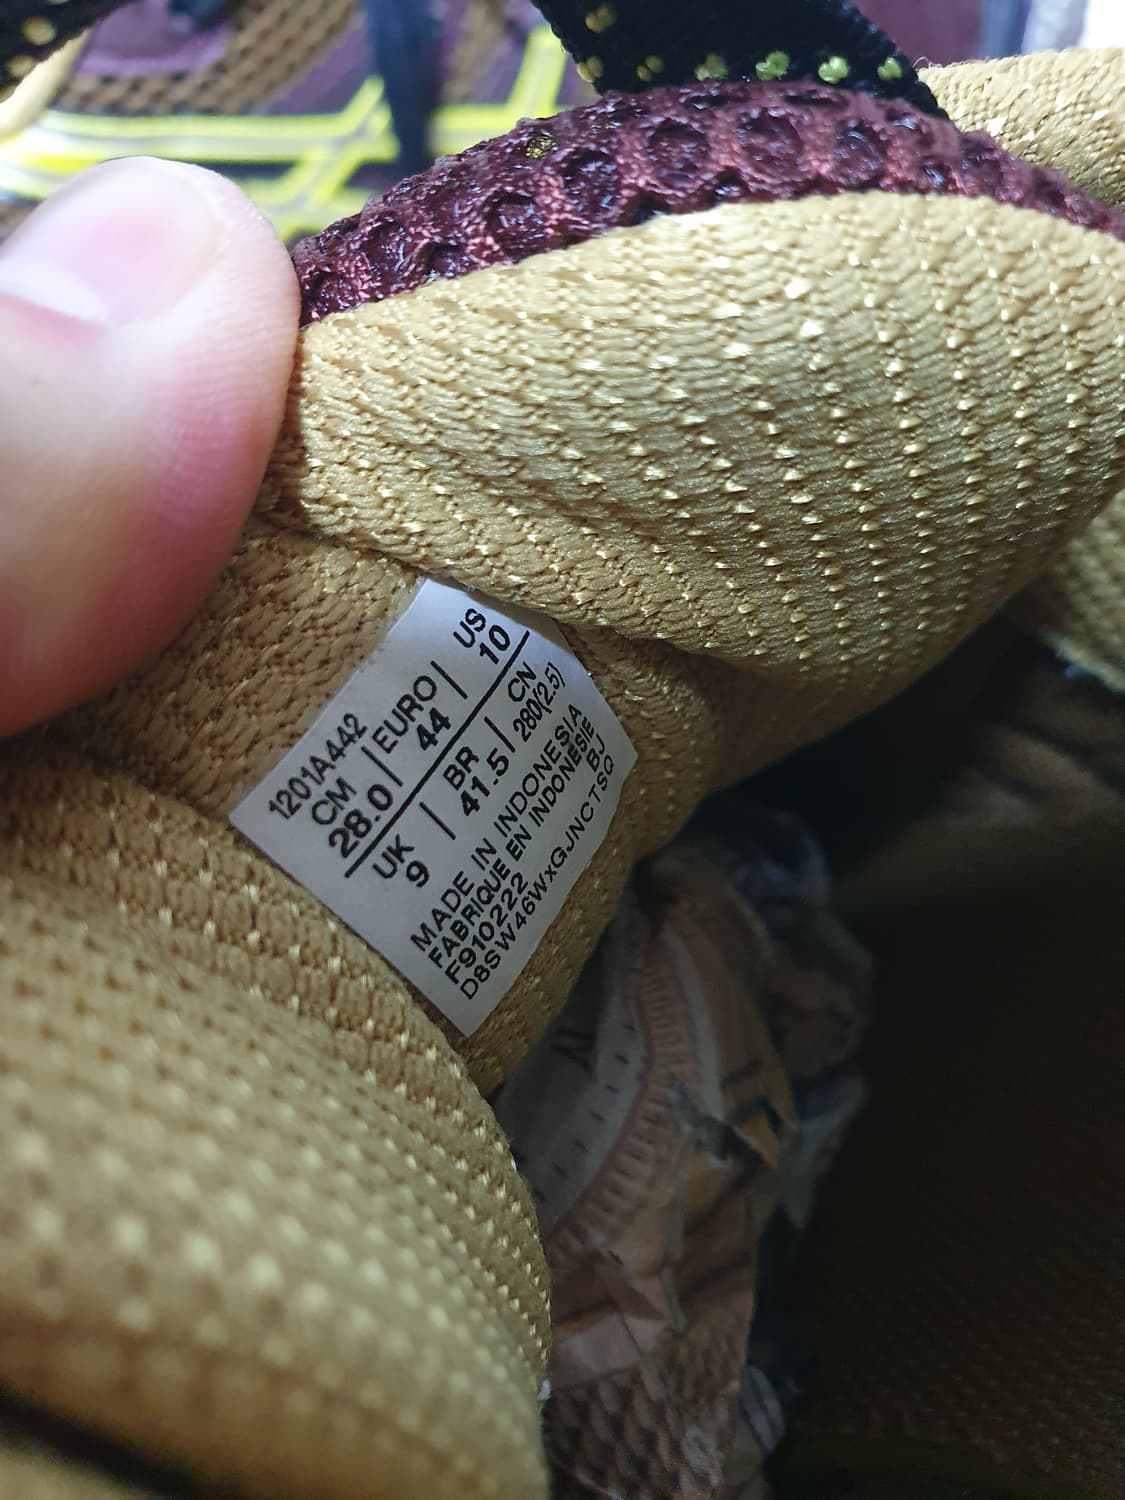 1201A442
CM | EURO | US
28.0 | 44 | 10
UK | BR | CN
9 | 41.5 | 280(2.5)
MADE IN INDONESIA
FABRIQUE EN INDONESIE
F910222 BJ
D8SW46WxGJNCTSQ